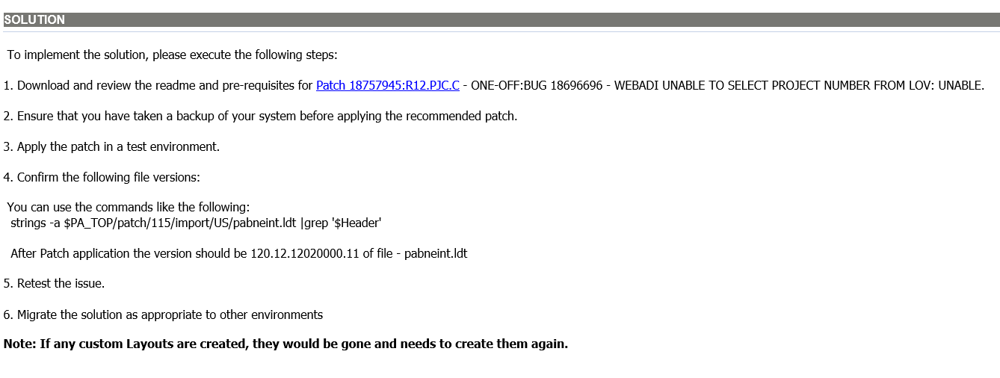 SOLUTION
To implement the solution, please execute the following steps:
1. Download and review the readme and pre-requisites for Patch 18757945:R12.PJC.C - ONE-OFF:BUG 18696696 - WEBADI UNABLE TO SELECT PROJECT NUMBER FROM LOV: UNABLE.
2. Ensure that you have taken a backup of your system before applying the recommended patch.
3. Apply the patch in a test environment.
4. Confirm the following file versions:
You can use the commands like the following:
strings -a $PA_TOP/patch/115/import/US/pabneint.ldt |grep '$Header'
After Patch application the version should be 120.12.12020000.11 of file - pabneint.ldt
5. Retest the issue.
6. Migrate the solution as appropriate to other environments
Note: If any custom Layouts are created, they would be gone and needs to create them again.